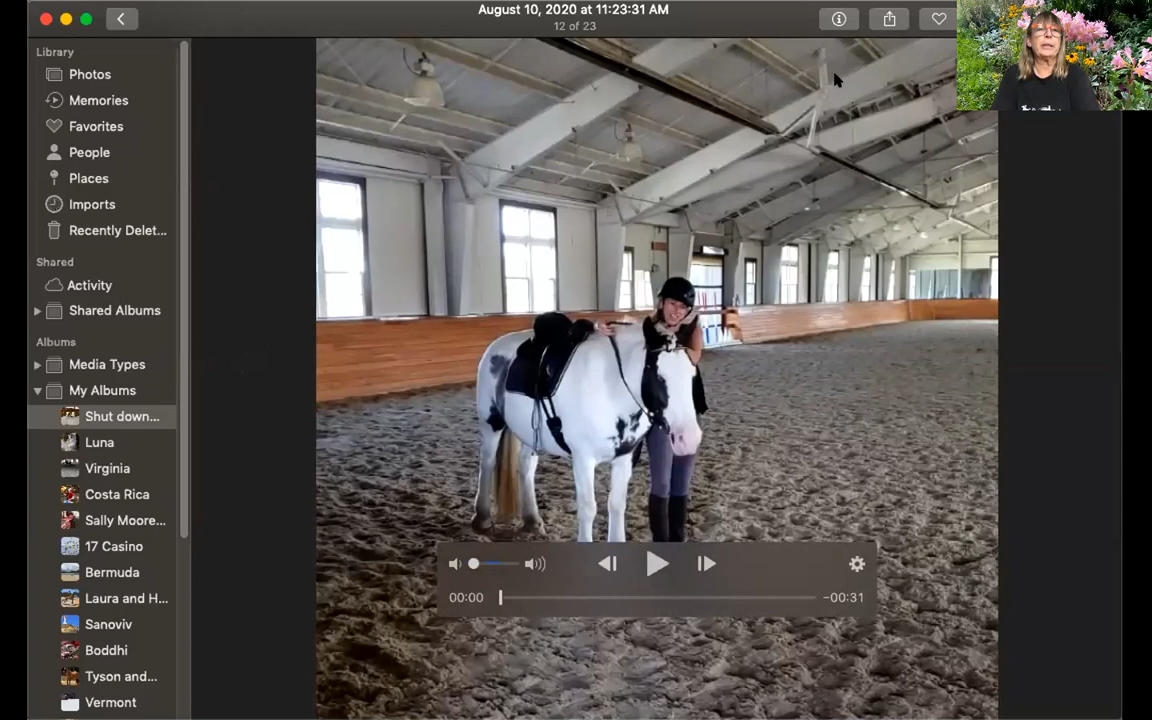 August 10, 2020 at 11:23:31 AM
12 of 23
Library
Photos
Memories
Favorites
People
Places
Imports
Recently Delet...
Shared
Activity
Shared Albums
Albums
Media Types
My Albums
Shut down...
Luna
Virginia
Costa Rica
Sally Moore...
17 Casino
Bermuda
Laura and H...
Sanoviv
Boddhi
Tyson and...
Vermont
00:00
−00:31